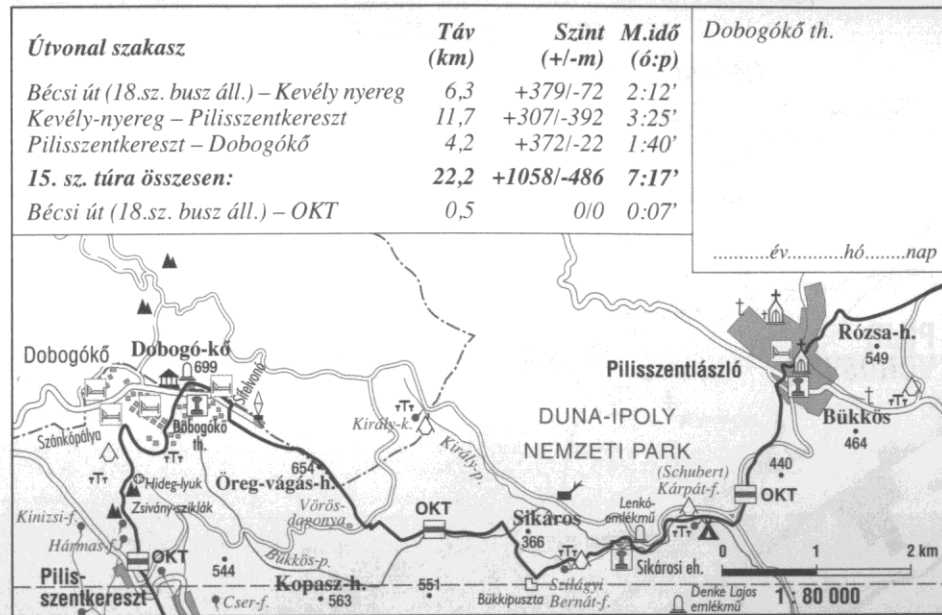 Útvonal szakasz Táv (km) Szint (+/-m) M.idő (ó:p)
Bécsi út (18.sz. busz áll.) – Kevély nyereg 6,3 +379/-72 2:12'
Kevély-nyereg – Pilisszentkereszt 11,7 +307/-392 3:25'
Pilisszentkereszt – Dobogókő 4,2 +372/-22 1:40'
15. sz. túra összesen: 22,2 +1058/-486 7:17'
Bécsi út (18.sz. busz áll.) – OKT 0,5 0/0 0:07'
Dobogókő th.
...........év..........hó........nap
Dobogókő
Dobogó-kő
699
Sífelvonó
Szánkópálya
Bobogókő
th.
Hideg-lyuk
Zsivány-sziklák
Kinizsi-f.
Hármas-f.
OKT
Pilis-
szentkereszt
544
Cser-f.
654
Öreg-vágás-h.
Vörös-
dagonya
Bükkös-p.
Kopasz-h.
563
551
OKT
Király-k.
Király-p.
DUNA-IPOLY
NEMZETI PARK
Sikáros
366
Bükkipuszta
Szilágyi
Bernát-f.
Lenkó-
emlékmű
Sikárosi eh.
(Schubert)
Kárpát-f.
440
OKT
Pilisszentlászló
Rózsa-h.
549
Bükkös
464
0 1 2 km
1 : 80 000
Denke Lajos
emlékmű